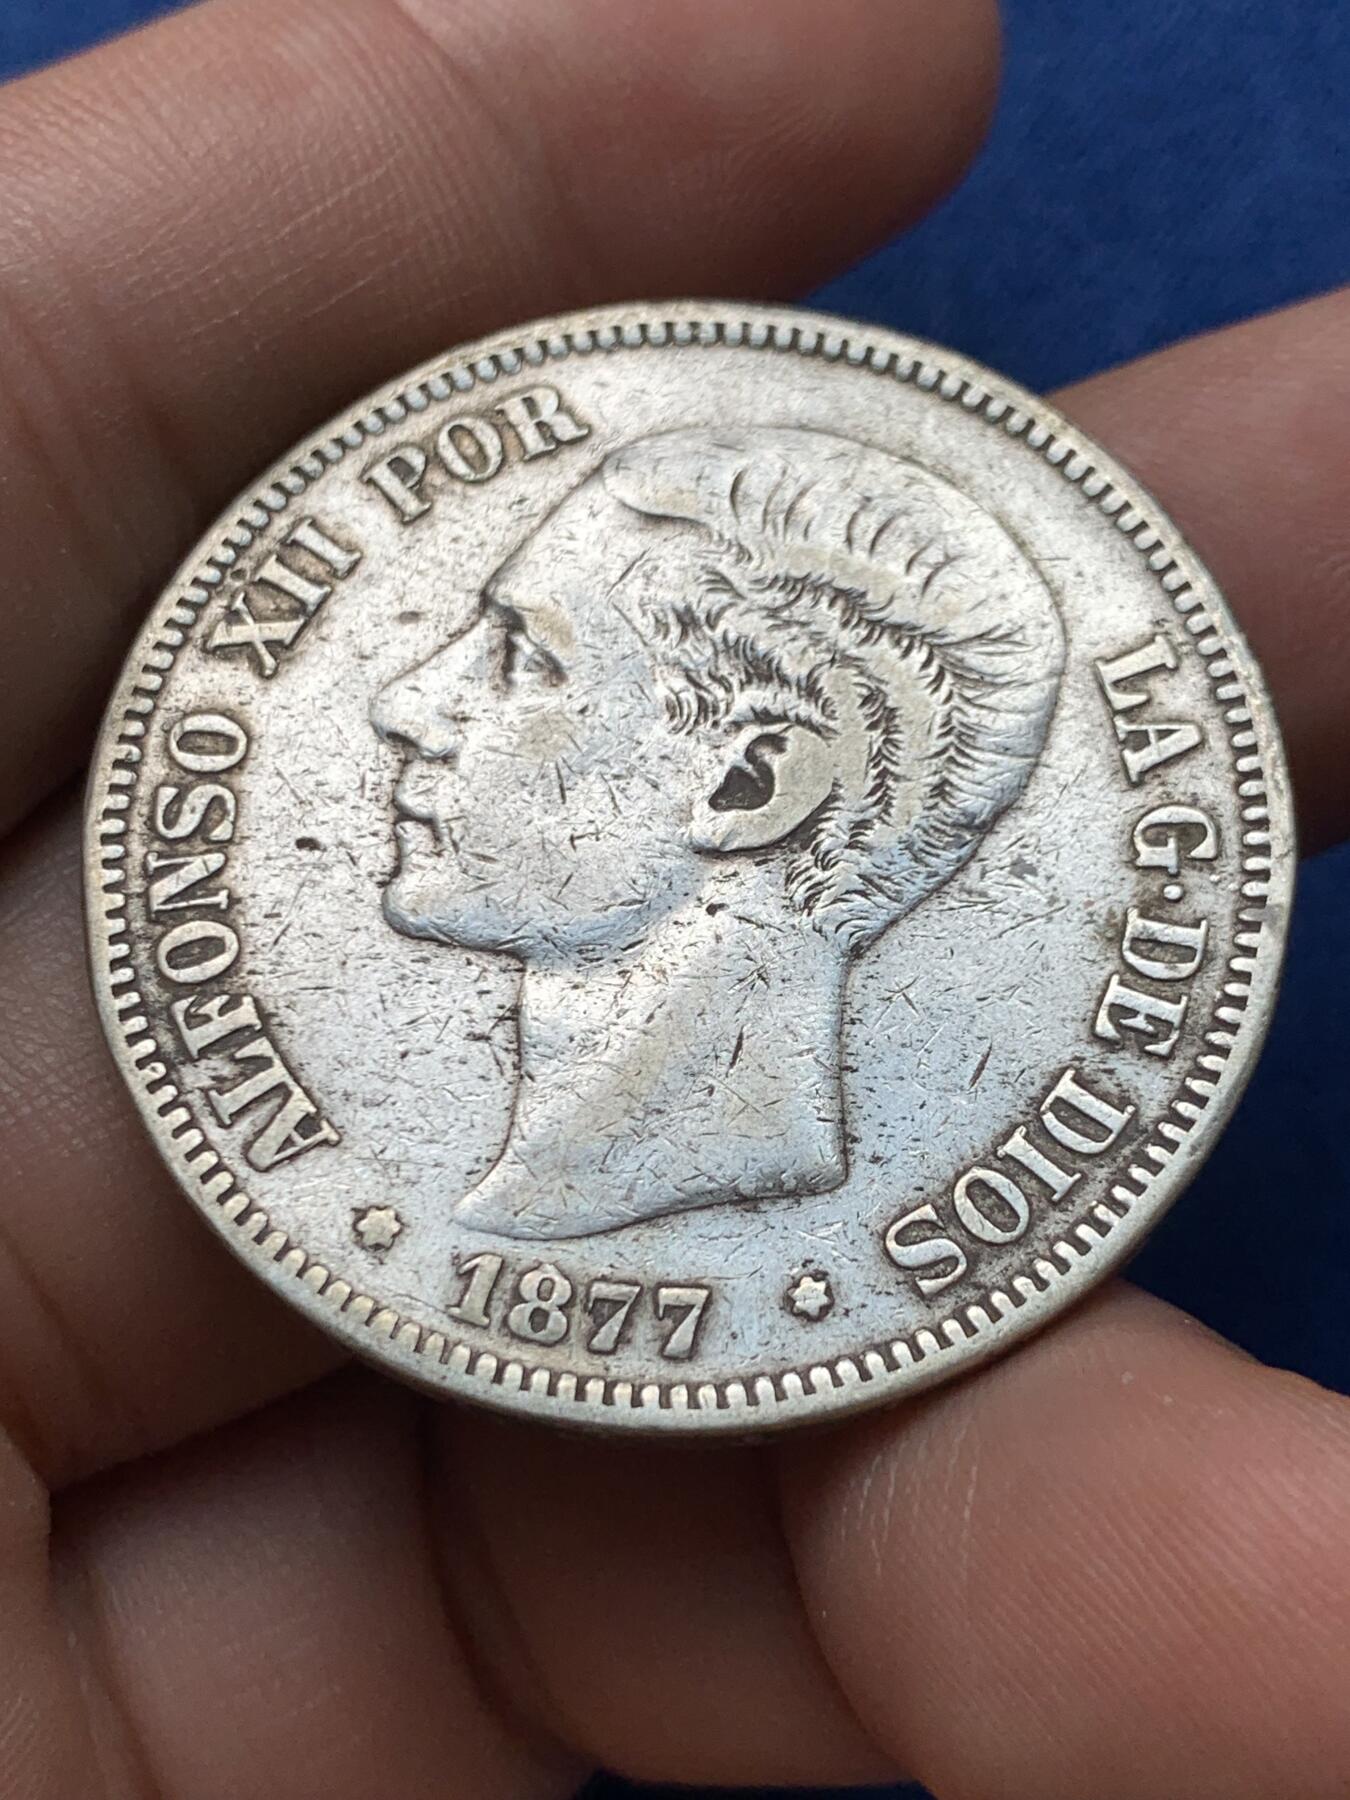 ALFONSO XII POR LA G·DE DIOS
* 1877 *